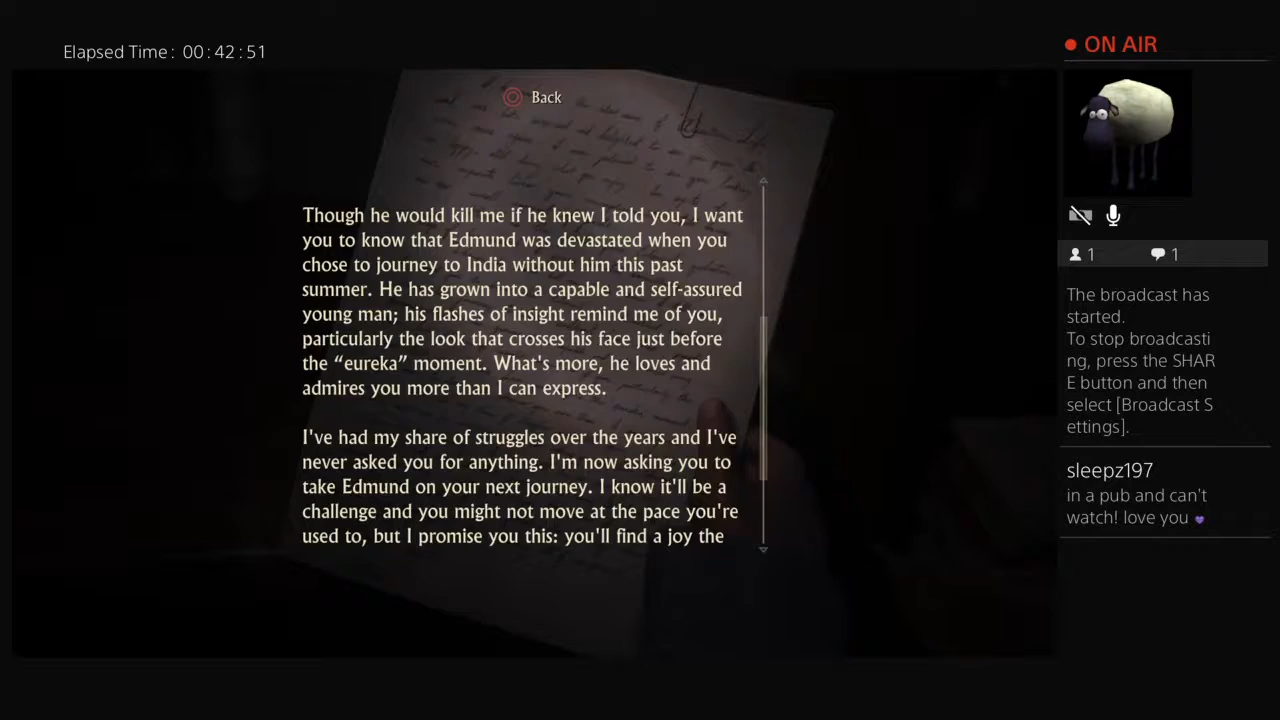 Elapsed Time: 00:42:51
ON AIR
Back
Though he would kill me if he knew I told you, I want
you to know that Edmund was devastated when you
chose to journey to India without him this past
summer. He has grown into a capable and self-assured
young man; his flashes of insight remind me of you,
particularly the look that crosses his face just before
the “eureka” moment. What's more, he loves and
admires you more than I can express.
I've had my share of struggles over the years and I've
never asked you for anything. I'm now asking you to
take Edmund on your next journey. I know it'll be a
challenge and you might not move at the pace you're
used to, but I promise you this: you'll find a joy the
1
1
The broadcast has
started.
To stop broadcasti
ng, press the SHAR
E button and then
select [Broadcast S
ettings].
sleepz197
in a pub and can't
watch! love you 💜